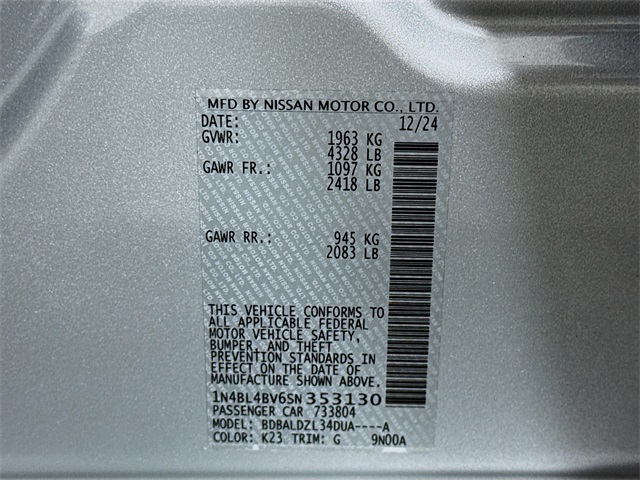 MFD BY NISSAN MOTOR CO., LTD.
DATE: 12/24
GVWR: 1963 KG
4328 LB
GAWR FR.: 1097 KG
2418 LB
GAWR RR.: 945 KG
2083 LB
THIS VEHICLE CONFORMS TO
ALL APPLICABLE FEDERAL
MOTOR VEHICLE SAFETY,
BUMPER, AND THEFT
PREVENTION STANDARDS IN
EFFECT ON THE DATE OF
MANUFACTURE SHOWN ABOVE.
1N4BL4BV6SN353130
PASSENGER CAR 733804
MODEL: BDBALDZL34DUA----A
COLOR: K23 TRIM: G 9N00A